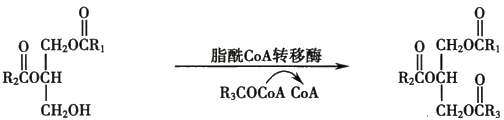 O
O CH₂OCR₁
R₂COCH
CH₂OH
脂酰CoA转移酶
R₃COCoA CoA
O
O CH₂OCR₁
R₂COCH O
CH₂OCR₃